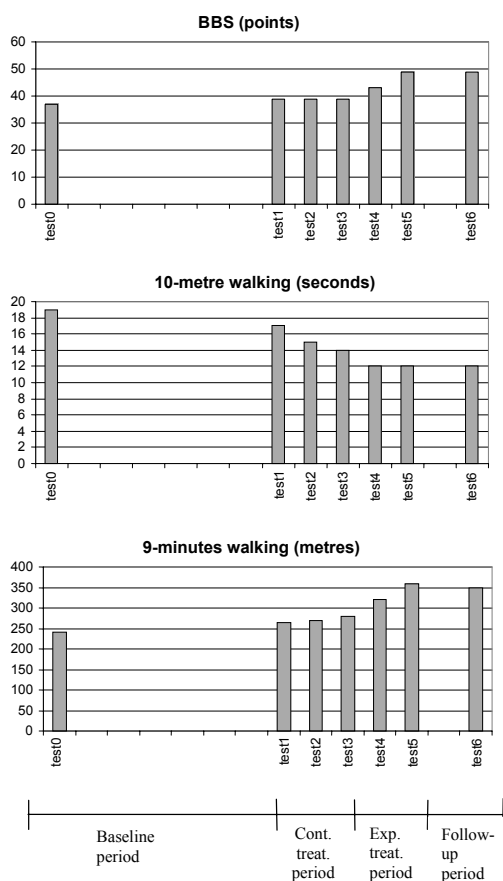 BBS (points)
60
50
40
30
20
10
0
test0
test1
test2
test3
test4
test5
test6
10-metre walking (seconds)
20
18
16
14
12
10
8
6
4
2
0
test0
test1
test2
test3
test4
test5
test6
9-minutes walking (metres)
400
350
300
250
200
150
100
50
0
test0
test1
test2
test3
test4
test5
test6
Baseline
period
Cont.
treat.
period
Exp.
treat.
period
Follow-
up
period